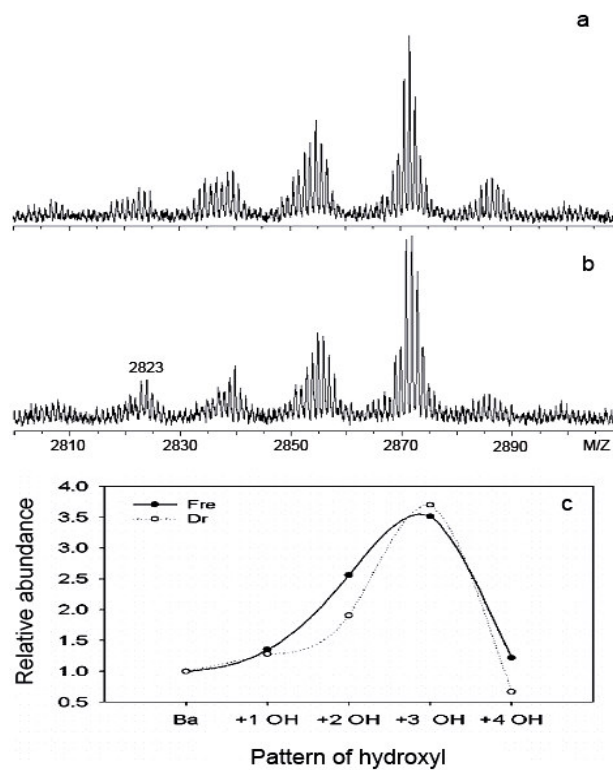 a
b
2823
2810 2830 2850 2870 2890 M/Z
c
Fre
Dr
4.0
3.5
3.0
2.5
2.0
1.5
1.0
0.5
Relative abundance
Ba +1 OH +2 OH +3 OH +4 OH
Pattern of hydroxyl